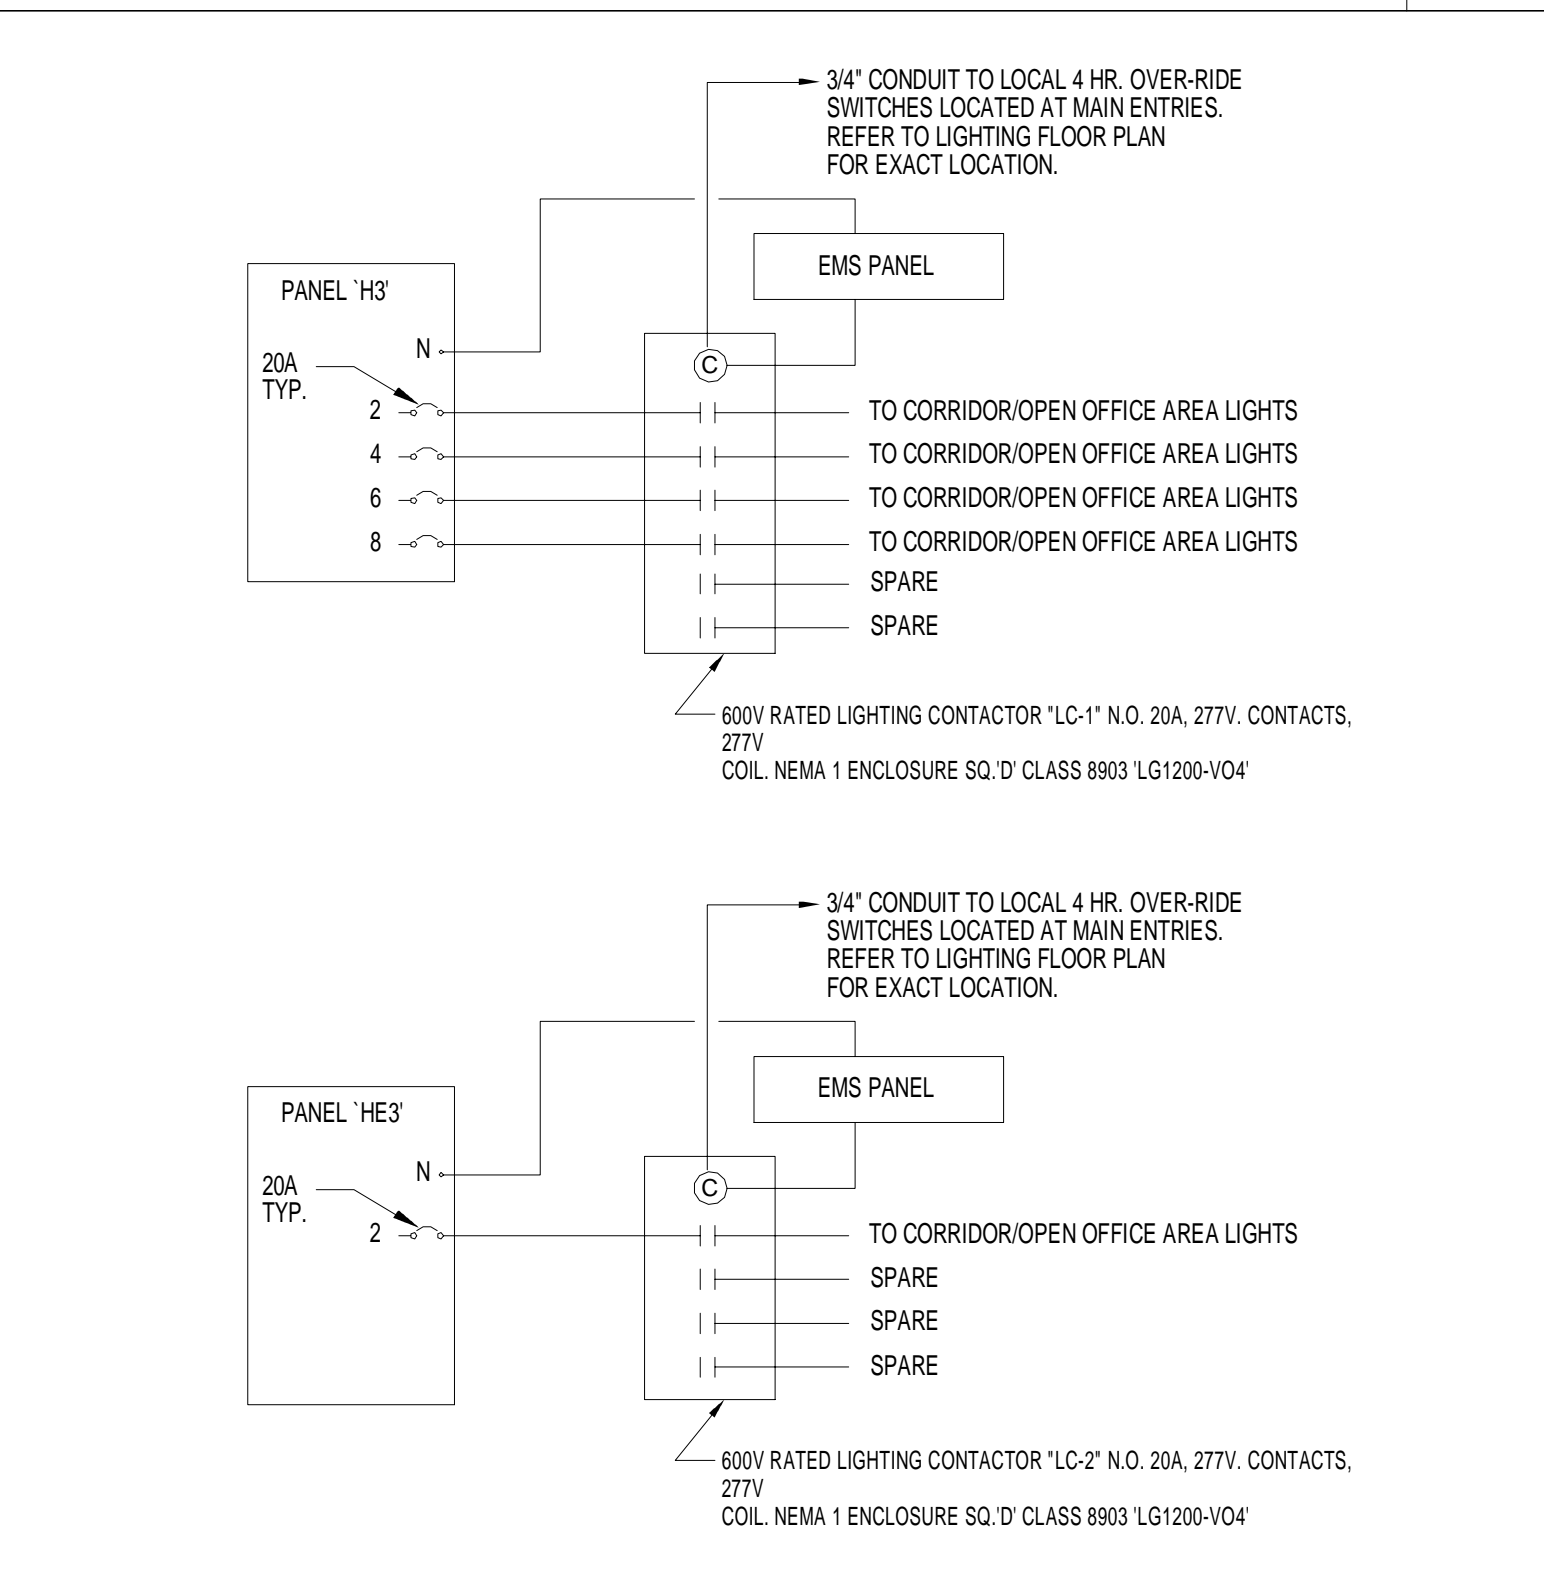 3/4" CONDUIT TO LOCAL 4 HR. OVER-RIDE
SWITCHES LOCATED AT MAIN ENTRIES.
REFER TO LIGHTING FLOOR PLAN
FOR EXACT LOCATION.
EMS PANEL
PANEL `H3'
N
20A
TYP.
C
2
TO CORRIDOR/OPEN OFFICE AREA LIGHTS
4
TO CORRIDOR/OPEN OFFICE AREA LIGHTS
6
TO CORRIDOR/OPEN OFFICE AREA LIGHTS
8
TO CORRIDOR/OPEN OFFICE AREA LIGHTS
SPARE
SPARE
600V RATED LIGHTING CONTACTOR "LC-1" N.O. 20A, 277V. CONTACTS,
277V
COIL. NEMA 1 ENCLOSURE SQ.'D' CLASS 8903 'LG1200-VO4'
3/4" CONDUIT TO LOCAL 4 HR. OVER-RIDE
SWITCHES LOCATED AT MAIN ENTRIES.
REFER TO LIGHTING FLOOR PLAN
FOR EXACT LOCATION.
EMS PANEL
PANEL `HE3'
N
20A
TYP.
C
2
TO CORRIDOR/OPEN OFFICE AREA LIGHTS
SPARE
SPARE
SPARE
600V RATED LIGHTING CONTACTOR "LC-2" N.O. 20A, 277V. CONTACTS,
277V
COIL. NEMA 1 ENCLOSURE SQ.'D' CLASS 8903 'LG1200-VO4'